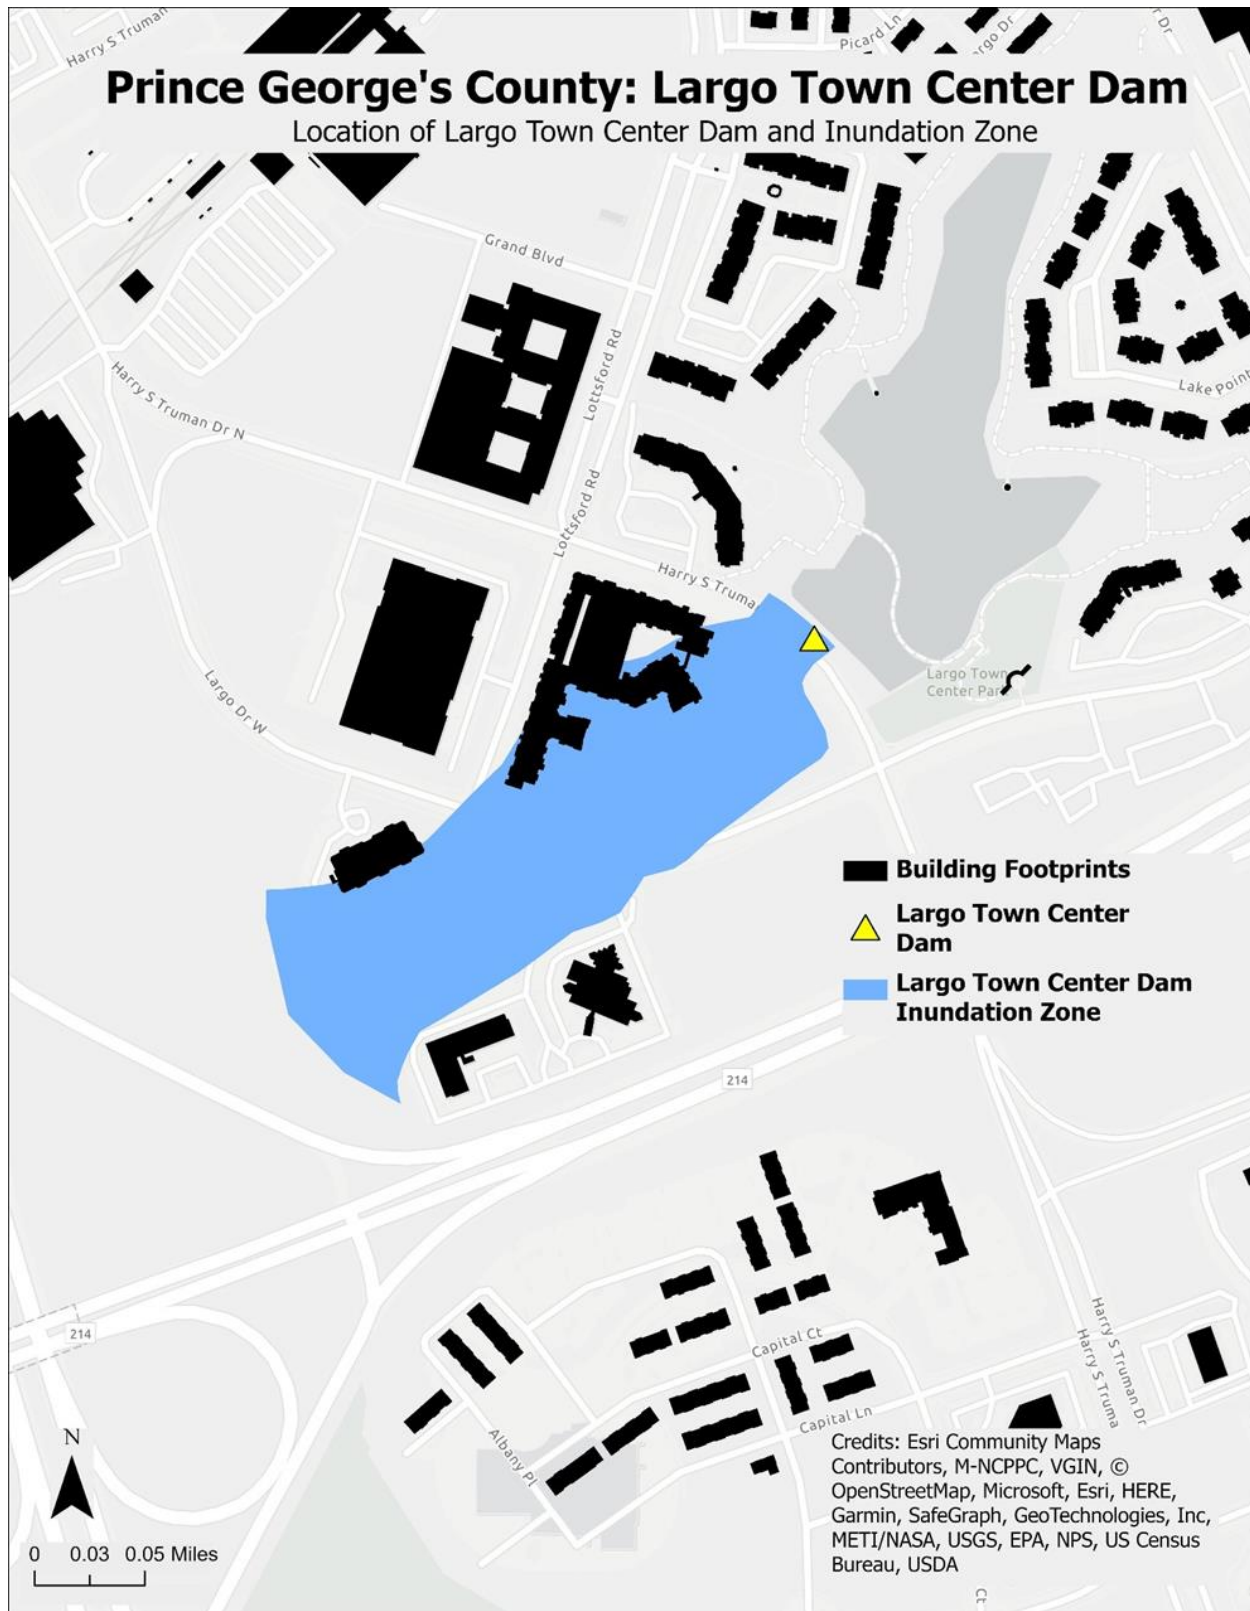 Harry S Truman
Picard Ln
argo Dr
r Dr
Prince George's County: Largo Town Center Dam
Location of Largo Town Center Dam and Inundation Zone
Grand Blvd
Lottsford Rd
Harry S Truman Dr N
Lake Point
Lottsford Rd
Harry S Truma
Largo Dr W
Largo Town
Center Par
Building Footprints
Largo Town Center
Dam
Largo Town Center Dam
Inundation Zone
214
214
Capital Ct
Harry S Truman Dr
Harry S Truma
Capital Ln
Albany Pl
N
0 0.03 0.05 Miles
Credits: Esri Community Maps
Contributors, M-NCPPC, VGIN, ©
OpenStreetMap, Microsoft, Esri, HERE,
Garmin, SafeGraph, GeoTechnologies, Inc,
METI/NASA, USGS, EPA, NPS, US Census
Bureau, USDA
Ct